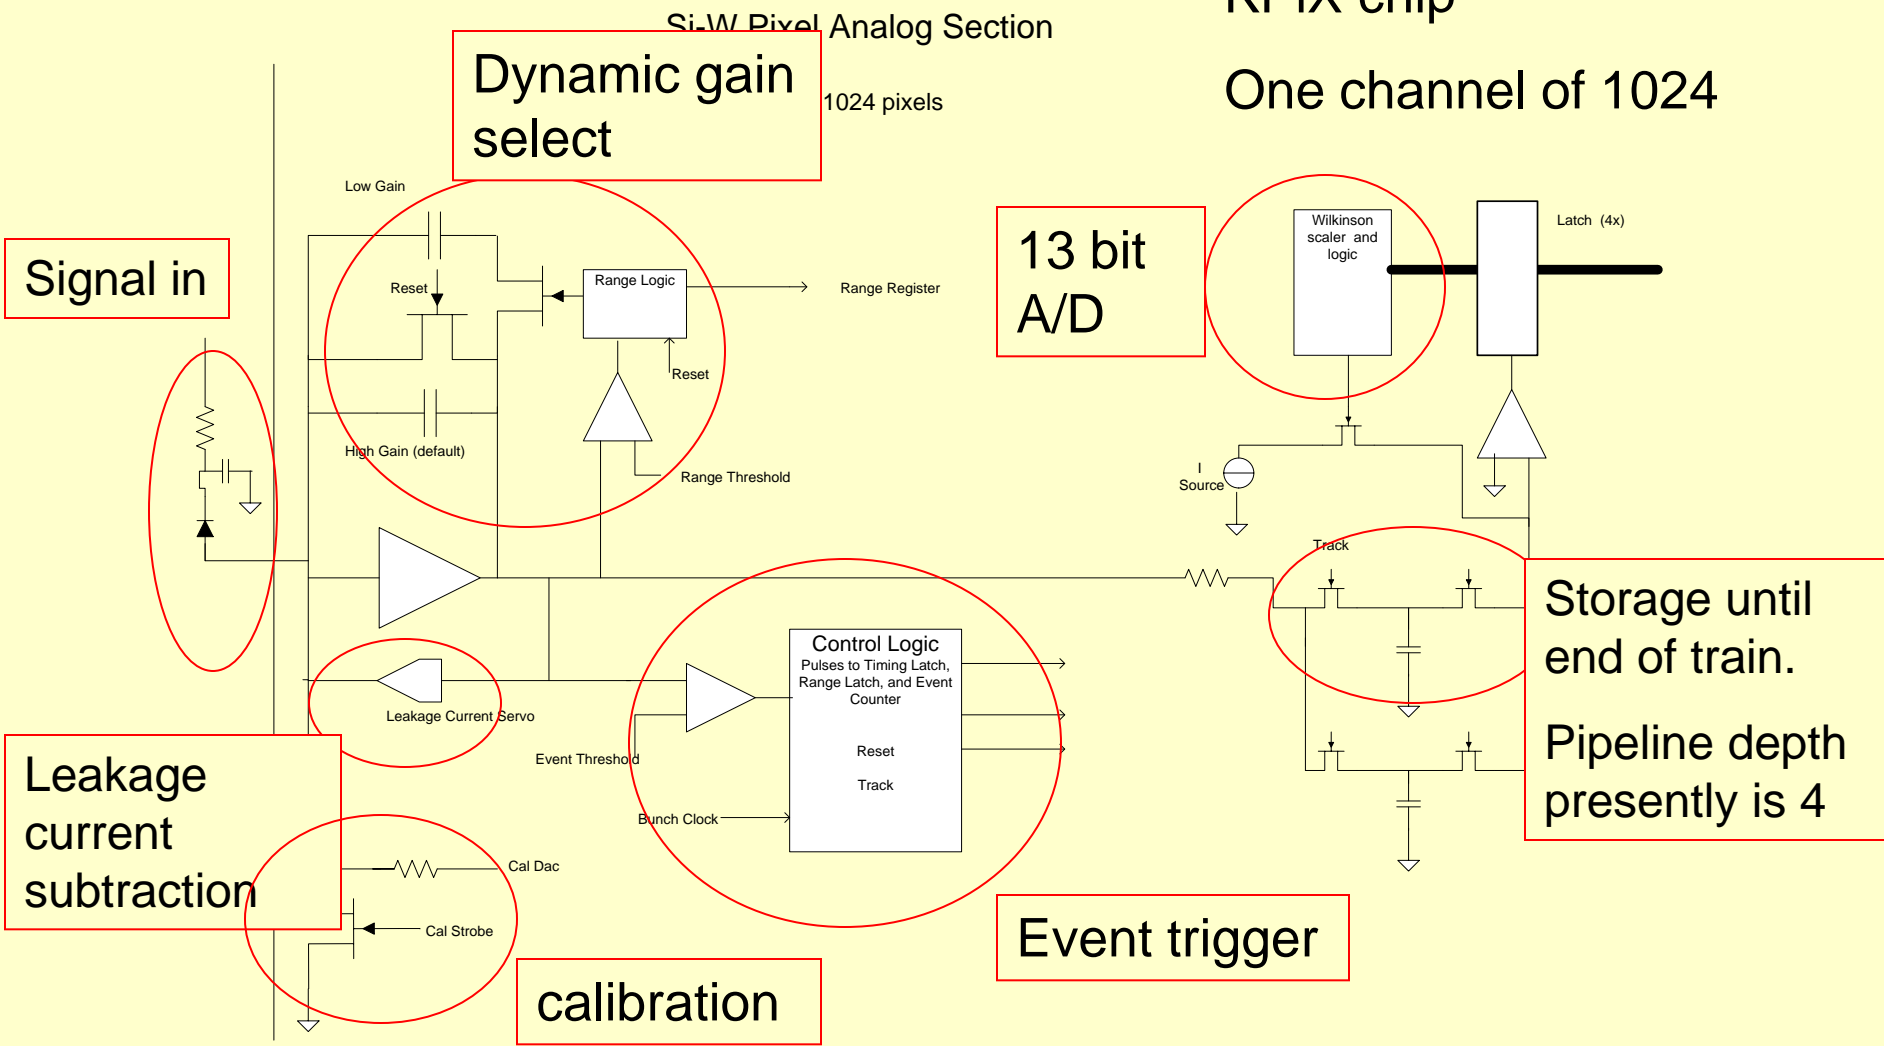 chip
Si-W Pixel Analog Section
1024 pixels
One channel of 1024
Dynamic gain
select
Low Gain
Signal in
Reset
Range Logic
Range Register
Reset
High Gain (default)
Range Threshold
13 bit
A/D
Wilkinson
scaler and
logic
Latch (4x)
I
Source
Track
Storage until
end of train.
Pipeline depth
presently is 4
Control Logic
Pulses to Timing Latch,
Range Latch, and Event
Counter
Reset
Track
Leakage Current Servo
Event Threshold
Bunch Clock
Leakage
current
subtraction
Cal Dac
Cal Strobe
calibration
Event trigger